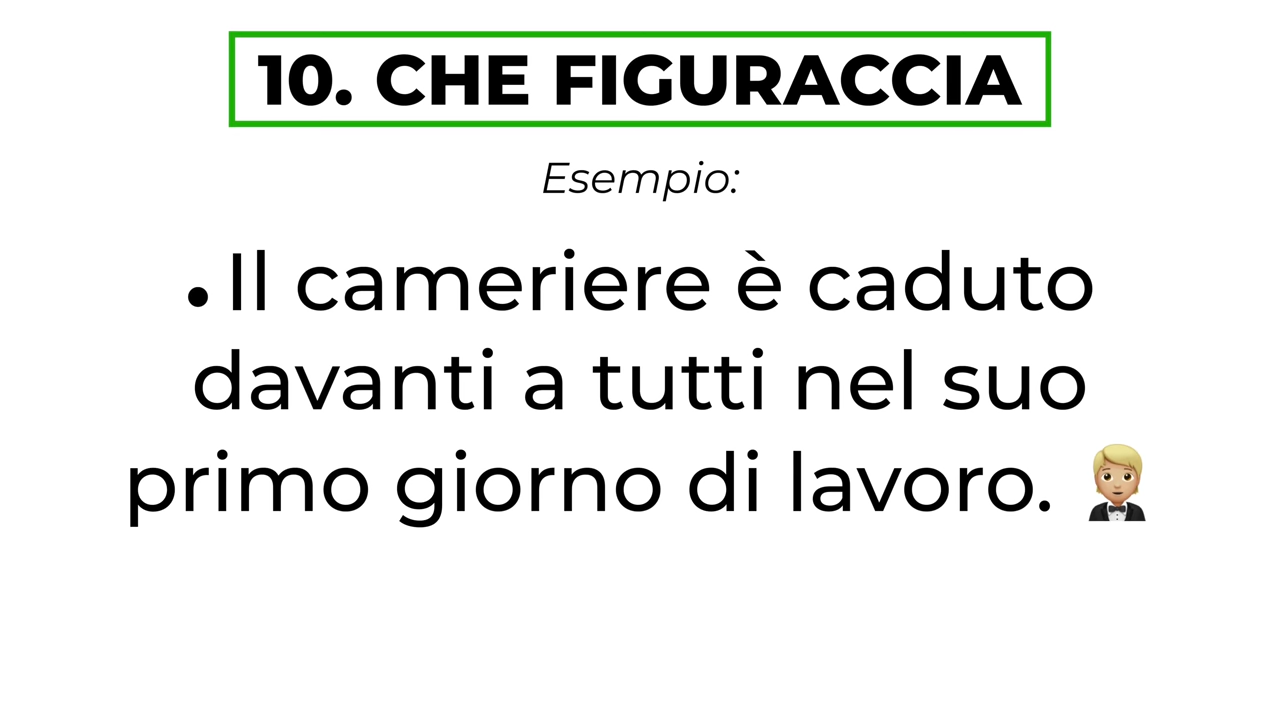 10. CHE FIGURACCIA
Esempio:
• Il cameriere è caduto
davanti a tutti nel suo
primo giorno di lavoro. 🤵🏼